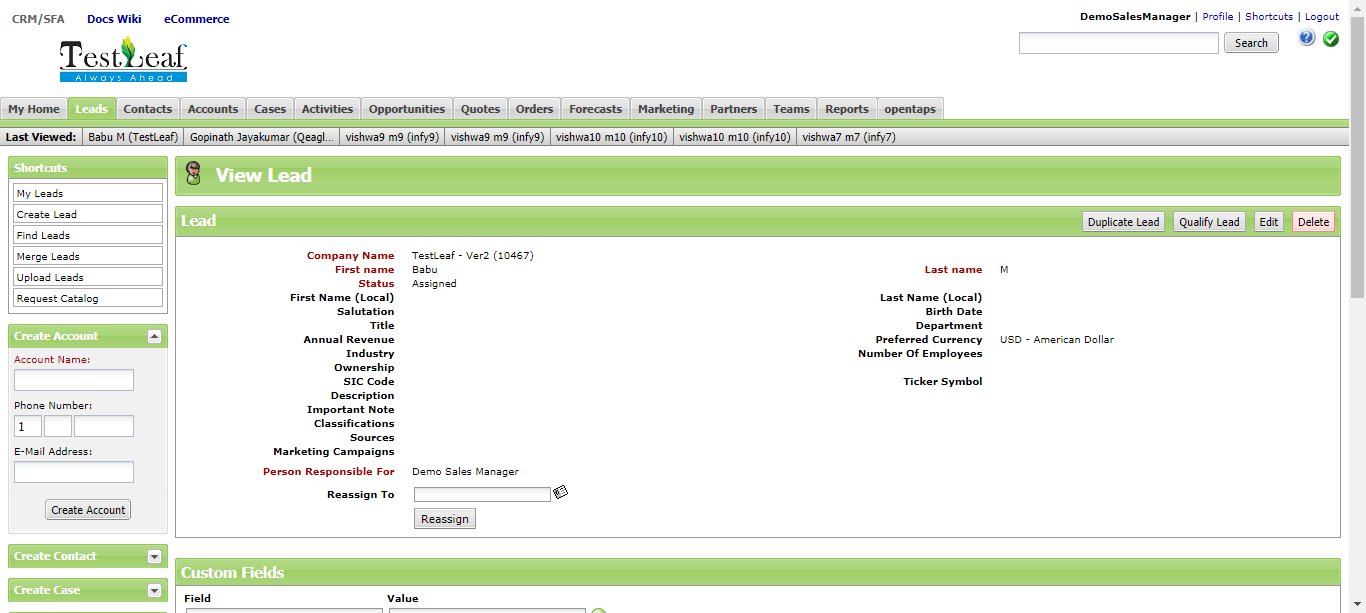 CRM/SFA Docs Wiki eCommerce
DemoSalesManager | Profile | Shortcuts | Logout
TestLeaf
Always Ahead
Search
?
My Home Leads Contacts Accounts Cases Activities Opportunities Quotes Orders Forecasts Marketing Partners Teams Reports opentaps
Last Viewed: Babu M (TestLeaf) Gopinath Jayakumar (Qeagl... vishwa9 m9 (infy9) vishwa9 m9 (infy9) vishwa10 m10 (infy10) vishwa10 m10 (infy10) vishwa7 m7 (infy7)
Shortcuts
My Leads
Create Lead
Find Leads
Merge Leads
Upload Leads
Request Catalog
Create Account
Account Name:
Phone Number:
1
E-Mail Address:
Create Account
Create Contact
Create Case
View Lead
Lead
Duplicate Lead Qualify Lead Edit Delete
Company Name TestLeaf - Ver2 (10467)
First name Babu Last name M
Status Assigned
First Name (Local) Last Name (Local)
Salutation Birth Date
Title Department
Annual Revenue Preferred Currency USD - American Dollar
Industry Number Of Employees
Ownership
SIC Code Ticker Symbol
Description
Important Note
Classifications
Sources
Marketing Campaigns
Person Responsible For Demo Sales Manager
Reassign To
Reassign
Custom Fields
Field Value